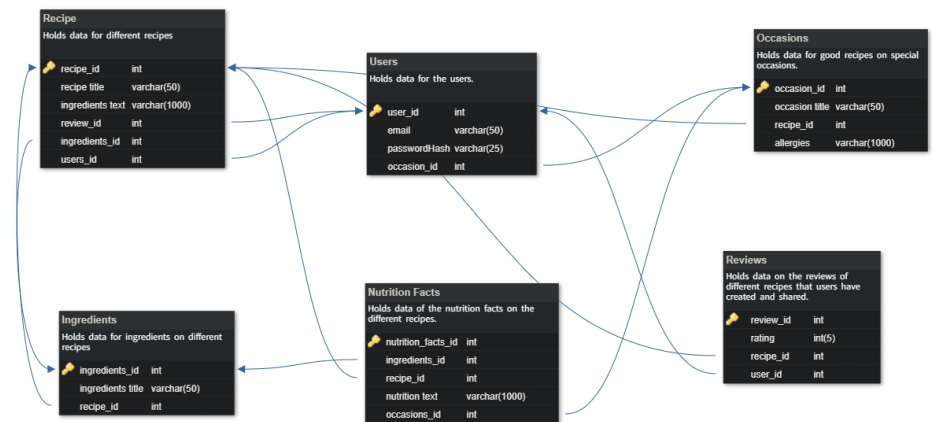 Recipe
Holds data for different recipes
recipe_id int
recipe title varchar(50)
ingredients text varchar(1000)
review_id int
ingredients_id int
users_id int
Users
Holds data for the users.
user_id int
email varchar(50)
passwordHash varchar(25)
occasion_id int
Occasions
Holds data for good recipes on special
occasions.
occasion_id int
occasion title varchar(50)
recipe_id int
allergies varchar(1000)
Ingredients
Holds data for ingredients on different
recipes
ingredients_id int
ingredients title varchar(50)
recipe_id int
Nutrition Facts
Holds data of the nutrition facts on the
different recipes.
nutrition_facts_id int
ingredients_id int
recipe_id int
nutrition text varchar(1000)
occasions_id int
Reviews
Holds data on the reviews of
different recipes that users have
created and shared.
review_id int
rating int(5)
recipe_id int
user_id int